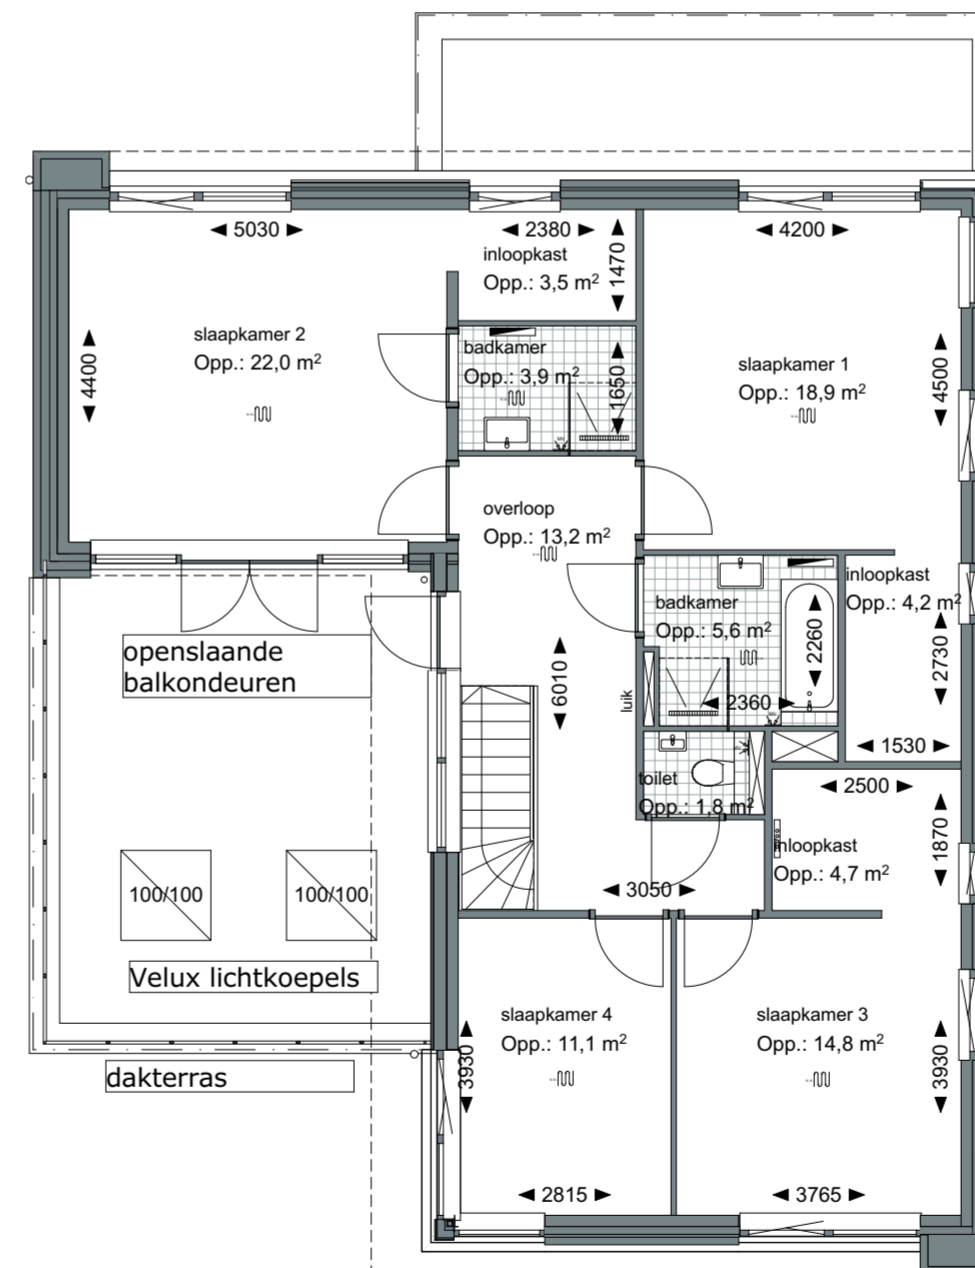 5030
2380
4200
inloopkast
Opp.: 3,5 m²
1470
slaapkamer 2
Opp.: 22,0 m²
4400
badkamer
Opp.: 3,9 m²
1650
slaapkamer 1
Opp.: 18,9 m²
4500
overloop
Opp.: 13,2 m²
inloopkast
Opp.: 4,2 m²
badkamer
Opp.: 5,6 m²
2260
2730
openslaande
balkondeuren
6010
luik
2360
1530
toilet
Opp.: 1,8 m²
2500
inloopkast
Opp.: 4,7 m²
1870
100/100
100/100
3050
Velux lichtkoepels
slaapkamer 4
Opp.: 11,1 m²
slaapkamer 3
Opp.: 14,8 m²
dakterras
3930
3930
2815
3765